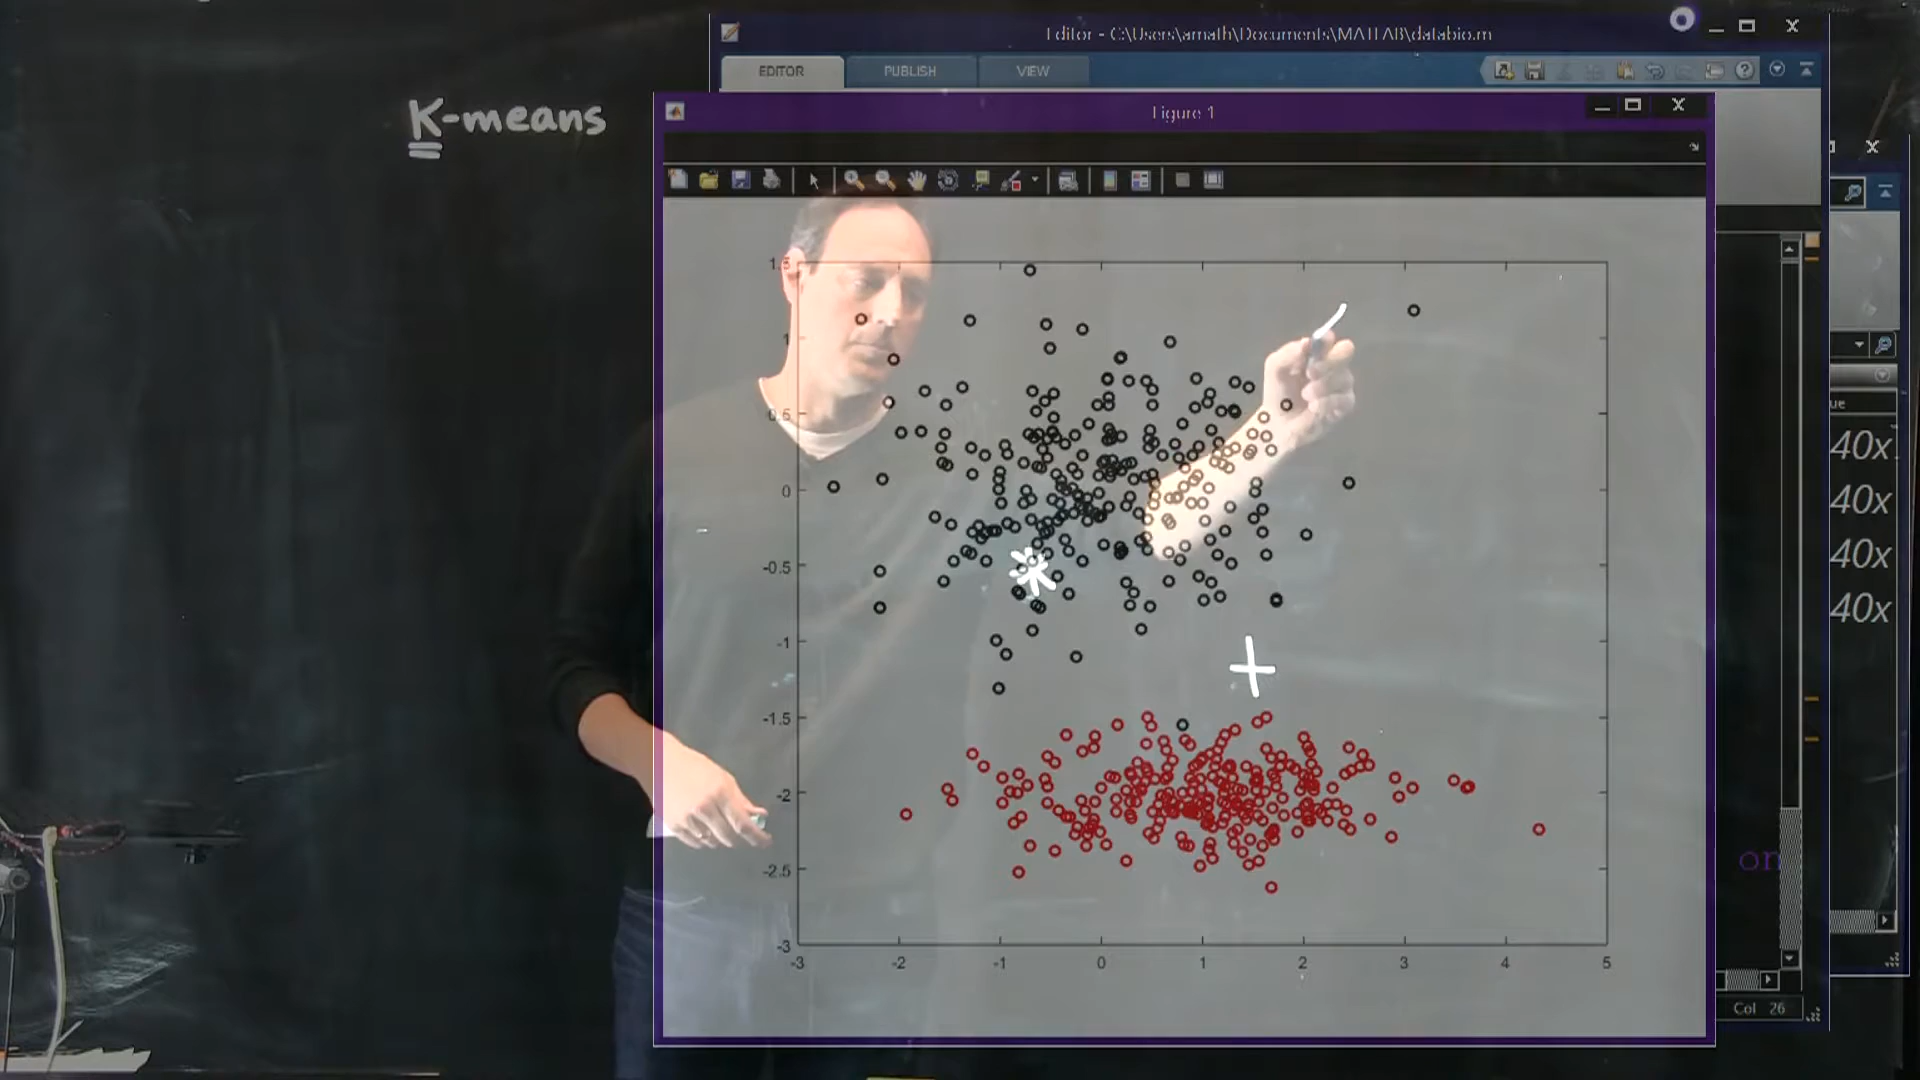 K-means
Editor - C:\Users\amath\Documents\MATLAB\databio.m
EDITOR PUBLISH VIEW
Figure 1
1.5
1
0.5
0
-0.5
-1
-1.5
-2
-2.5
-3
-3 -2 -1 0 1 2 3 4 5
ue
40x
40x
40x
40x
on
Col 26